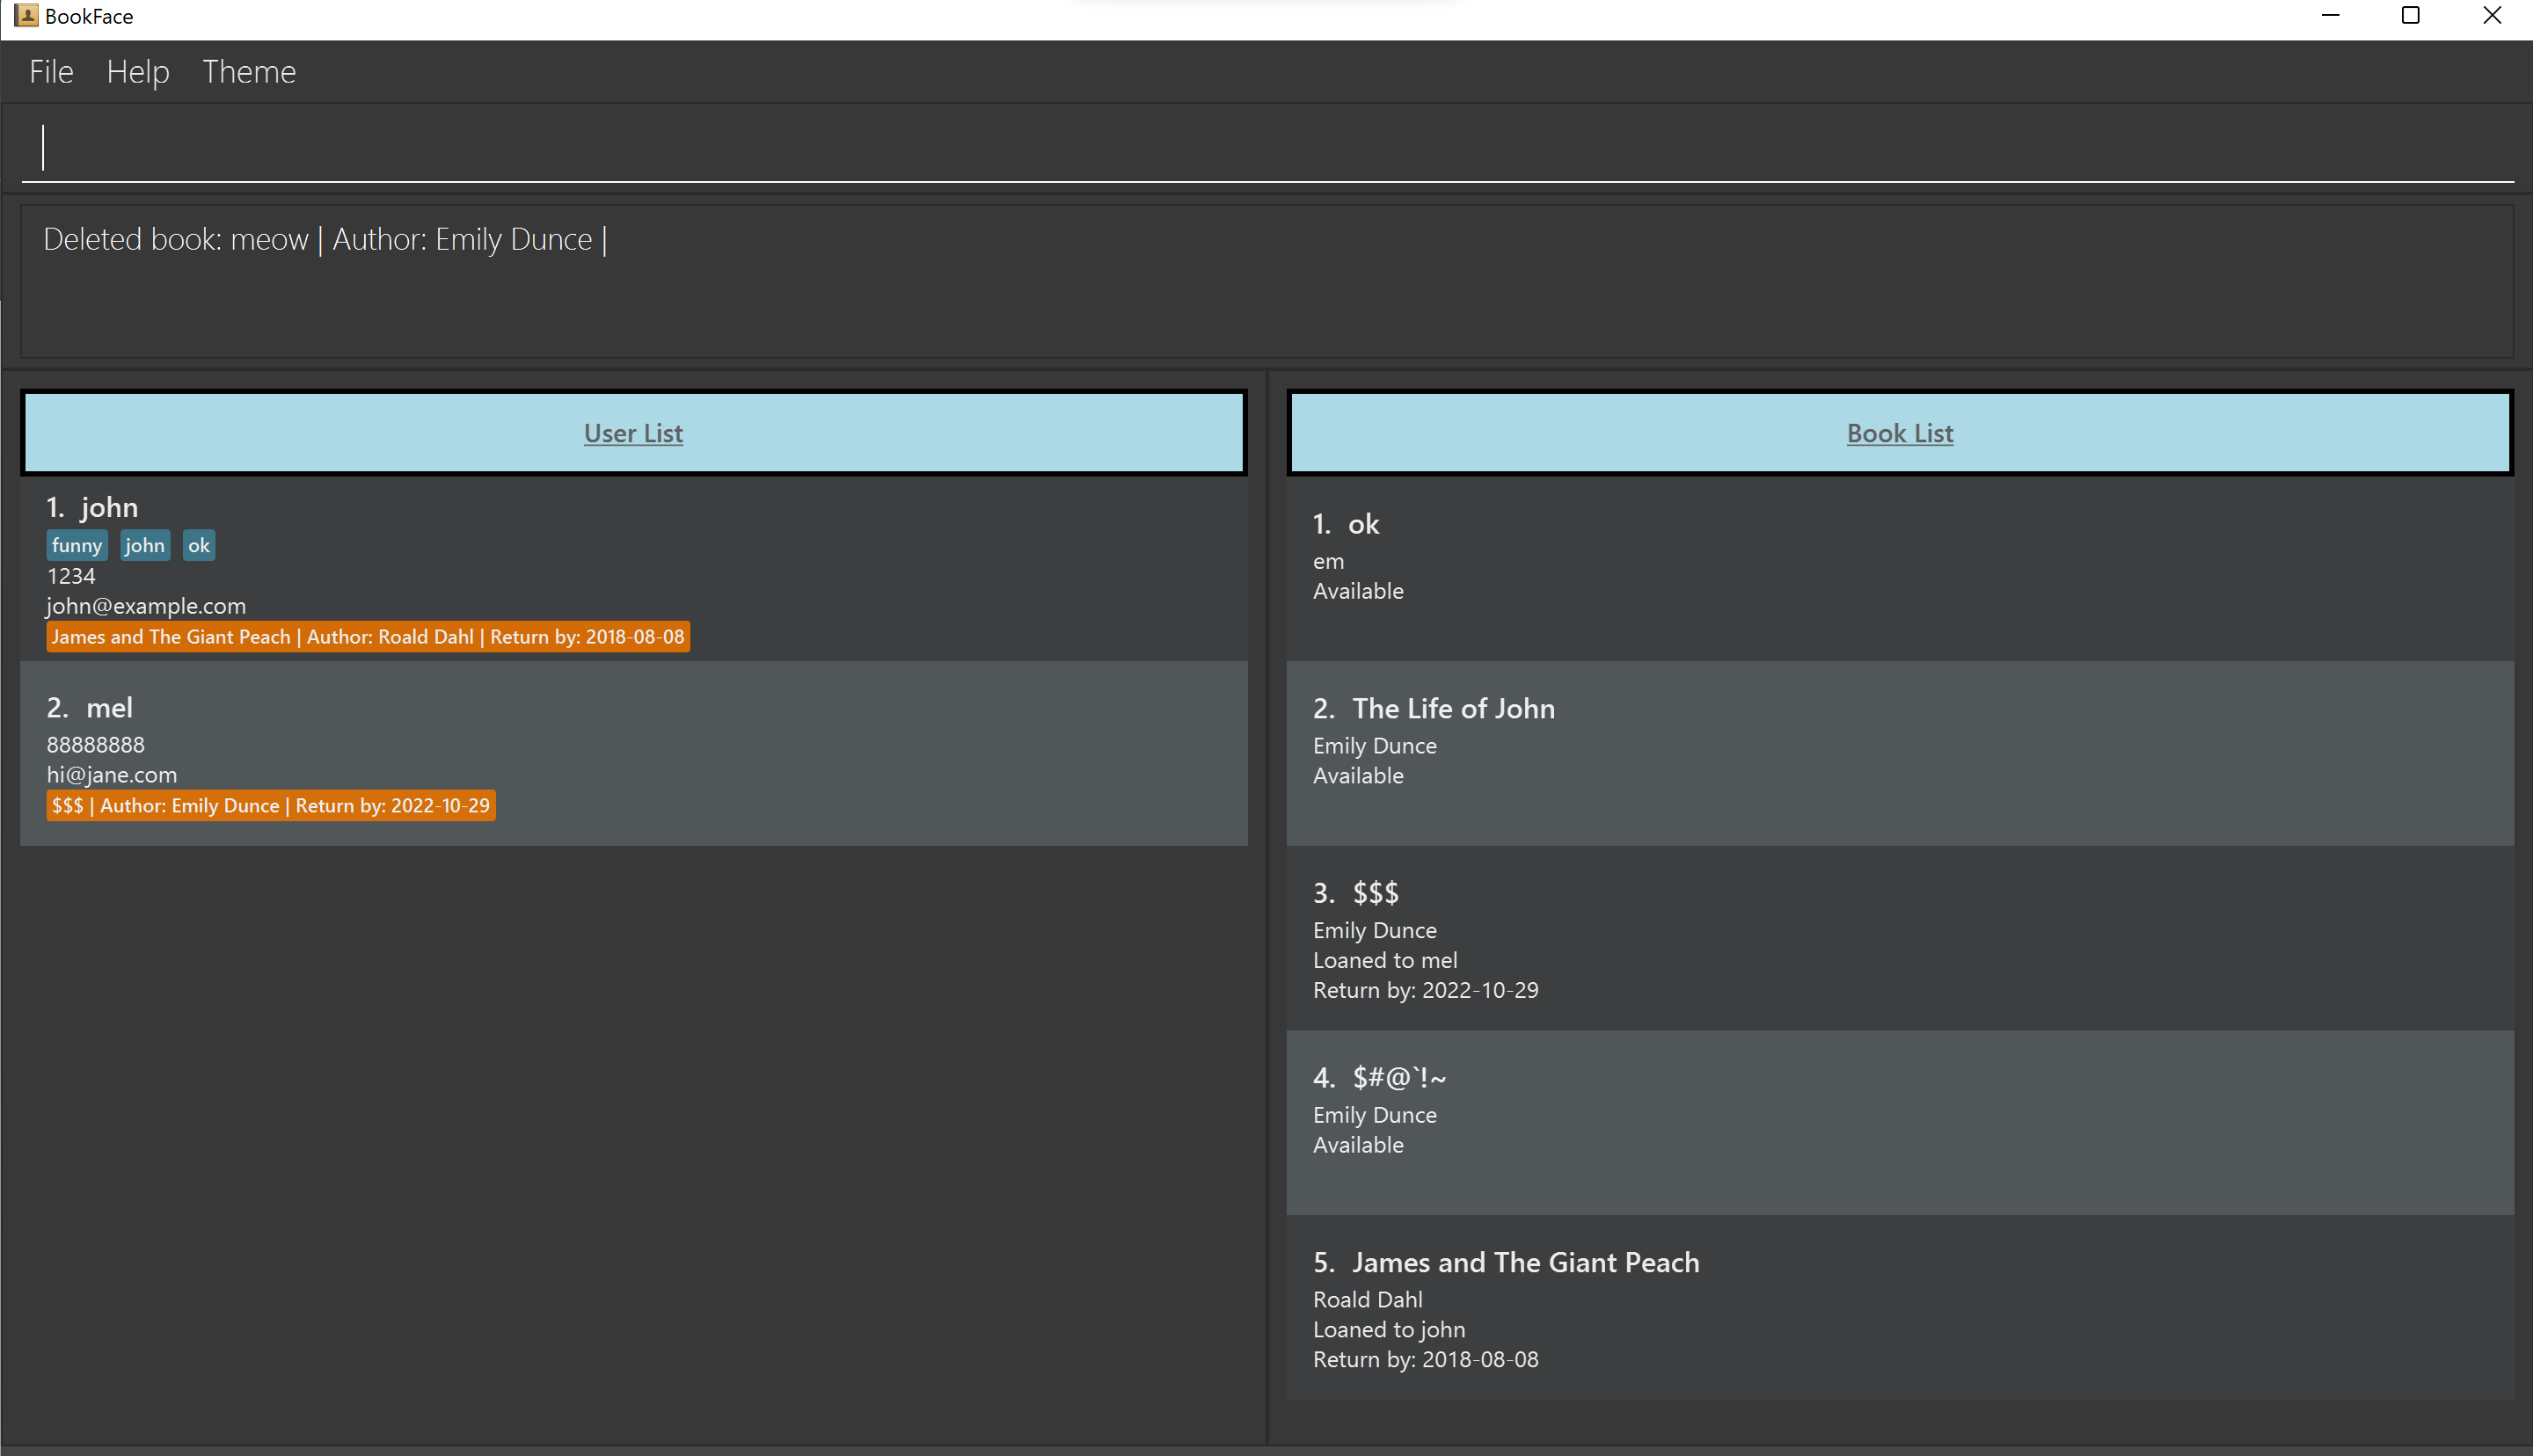 BookFace
File Help Theme
Deleted book: meow | Author: Emily Dunce |
User List
1. john
funny john ok
1234
john@example.com
James and The Giant Peach | Author: Roald Dahl | Return by: 2018-08-08
2. mel
88888888
hi@jane.com
$$$ | Author: Emily Dunce | Return by: 2022-10-29
Book List
1. ok
em
Available
2. The Life of John
Emily Dunce
Available
3. $$$
Emily Dunce
Loaned to mel
Return by: 2022-10-29
4. $#@`!~
Emily Dunce
Available
5. James and The Giant Peach
Roald Dahl
Loaned to john
Return by: 2018-08-08